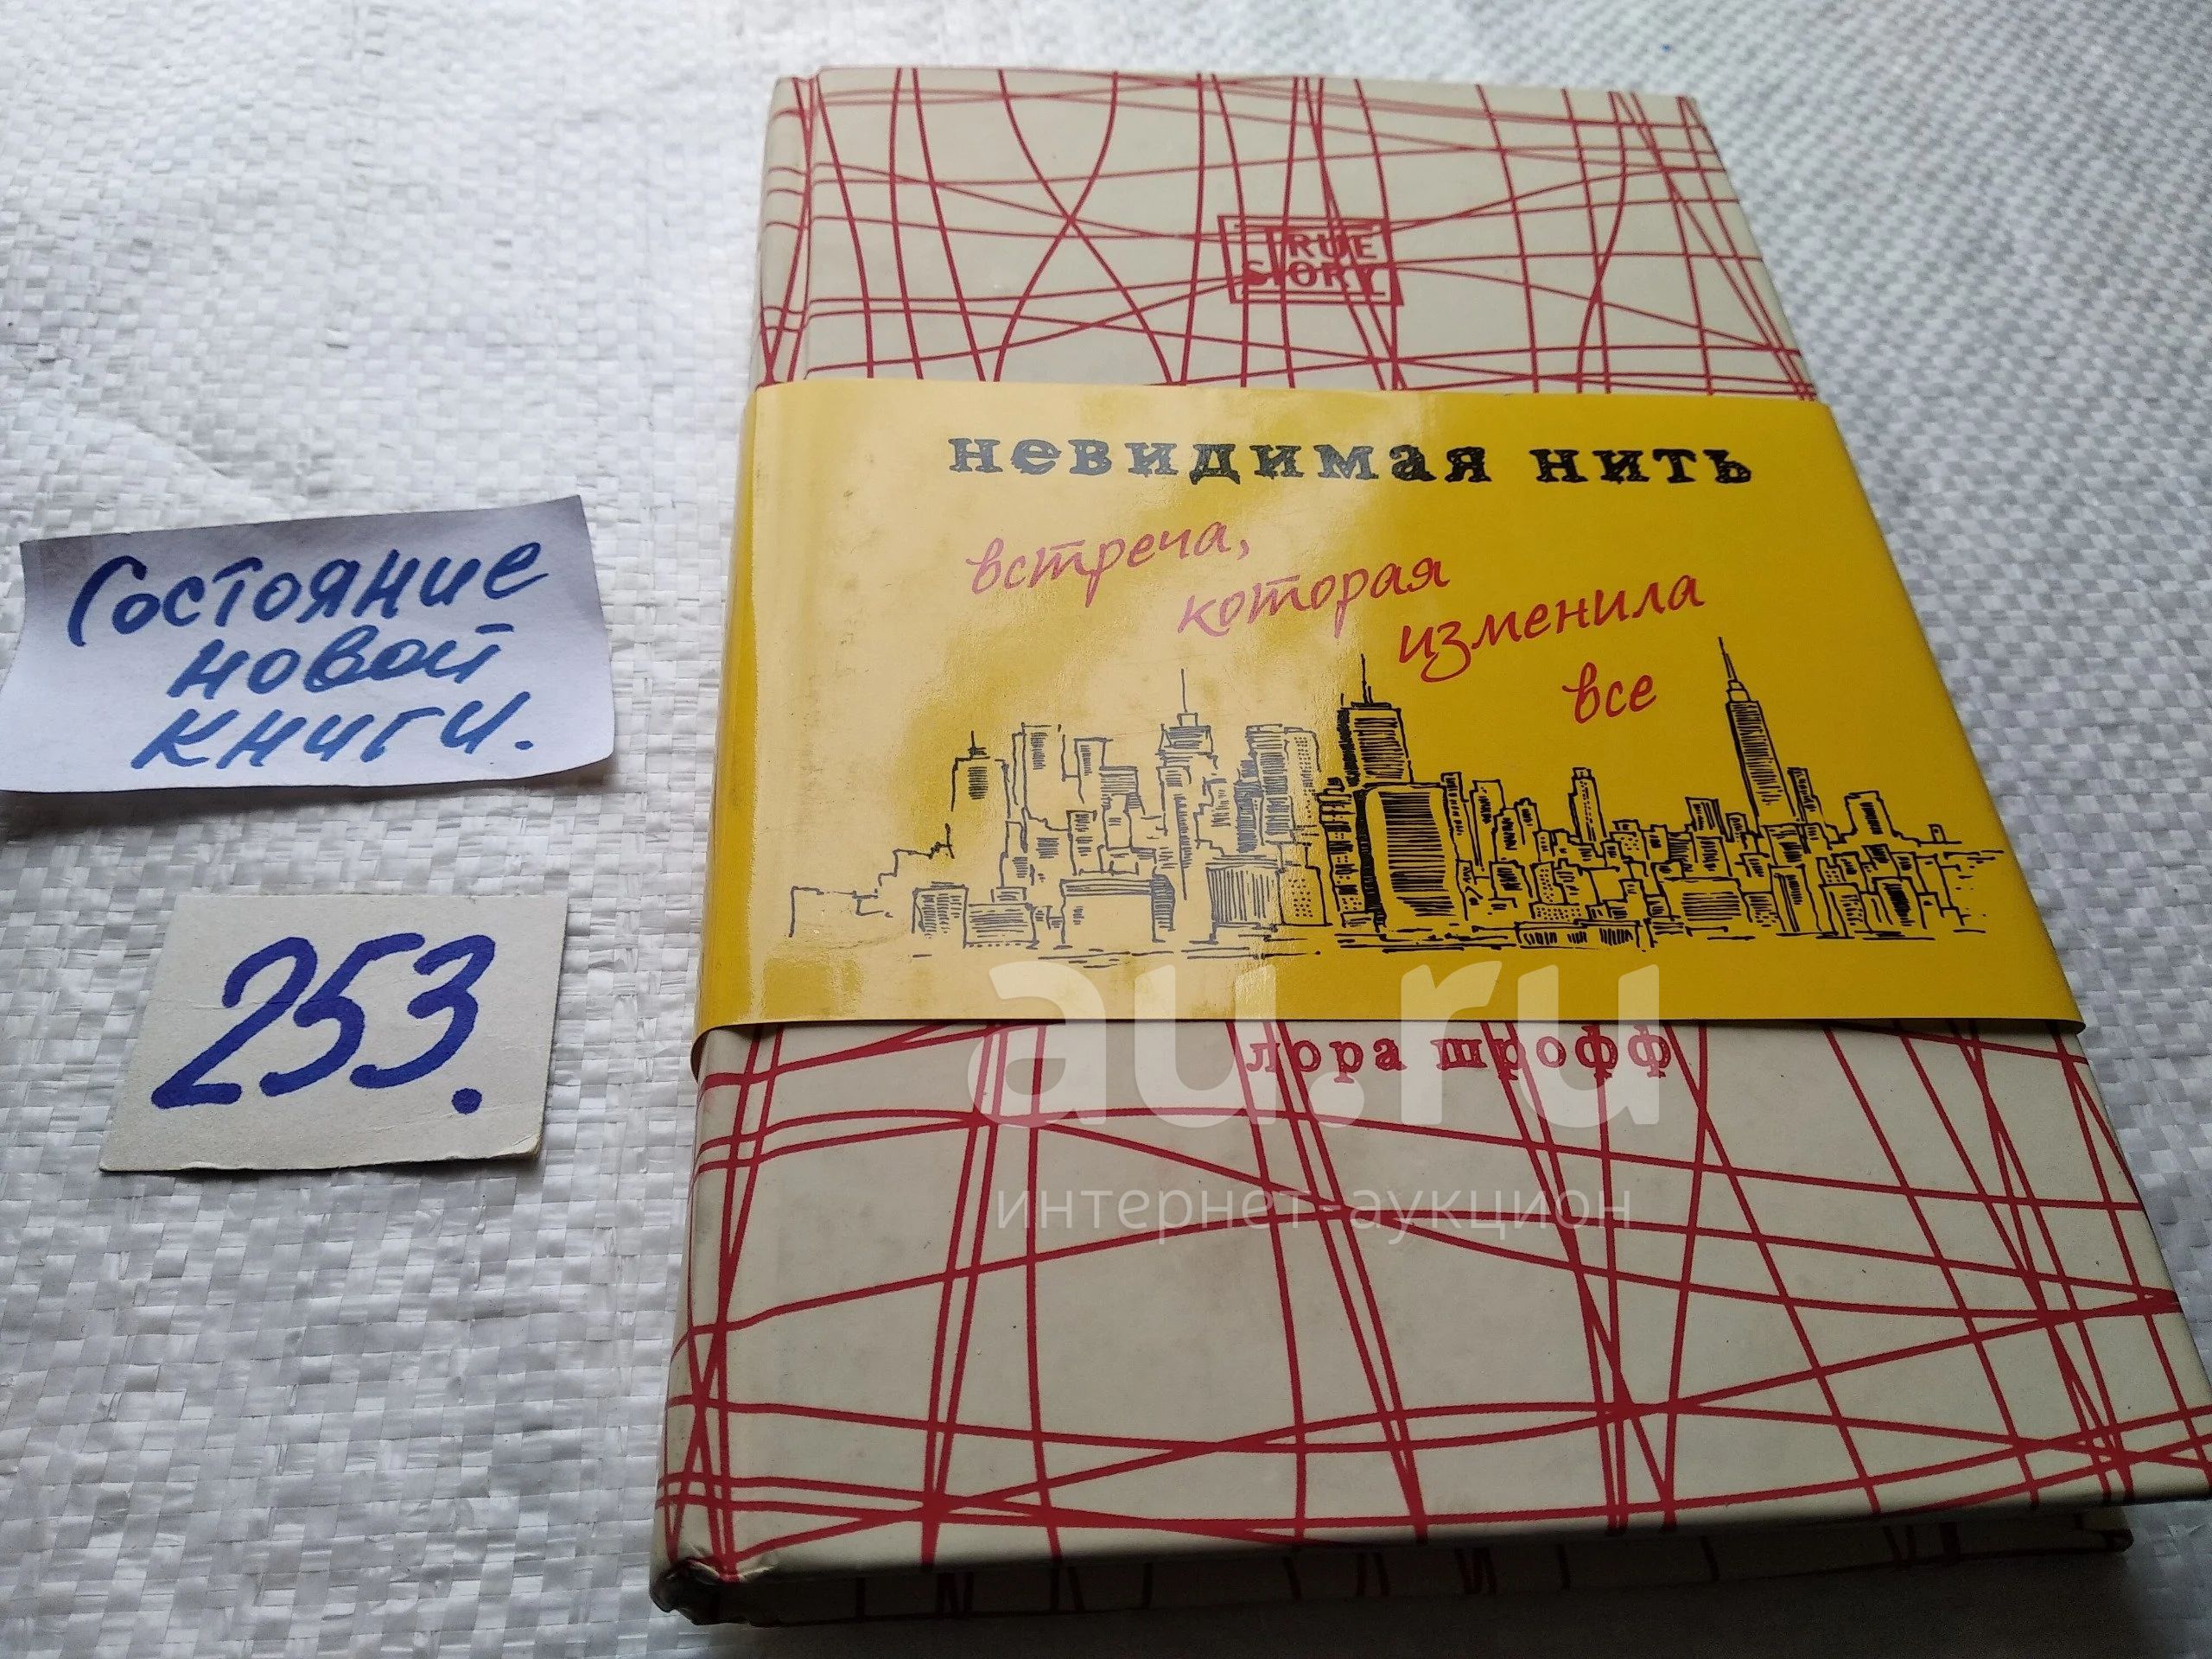 TRUE
STORY
невидимая нить
встреча,
которая
изменила
все
лора шрофф
Состояние
новой
книги.
253.
au.ru
интернет-аукцион